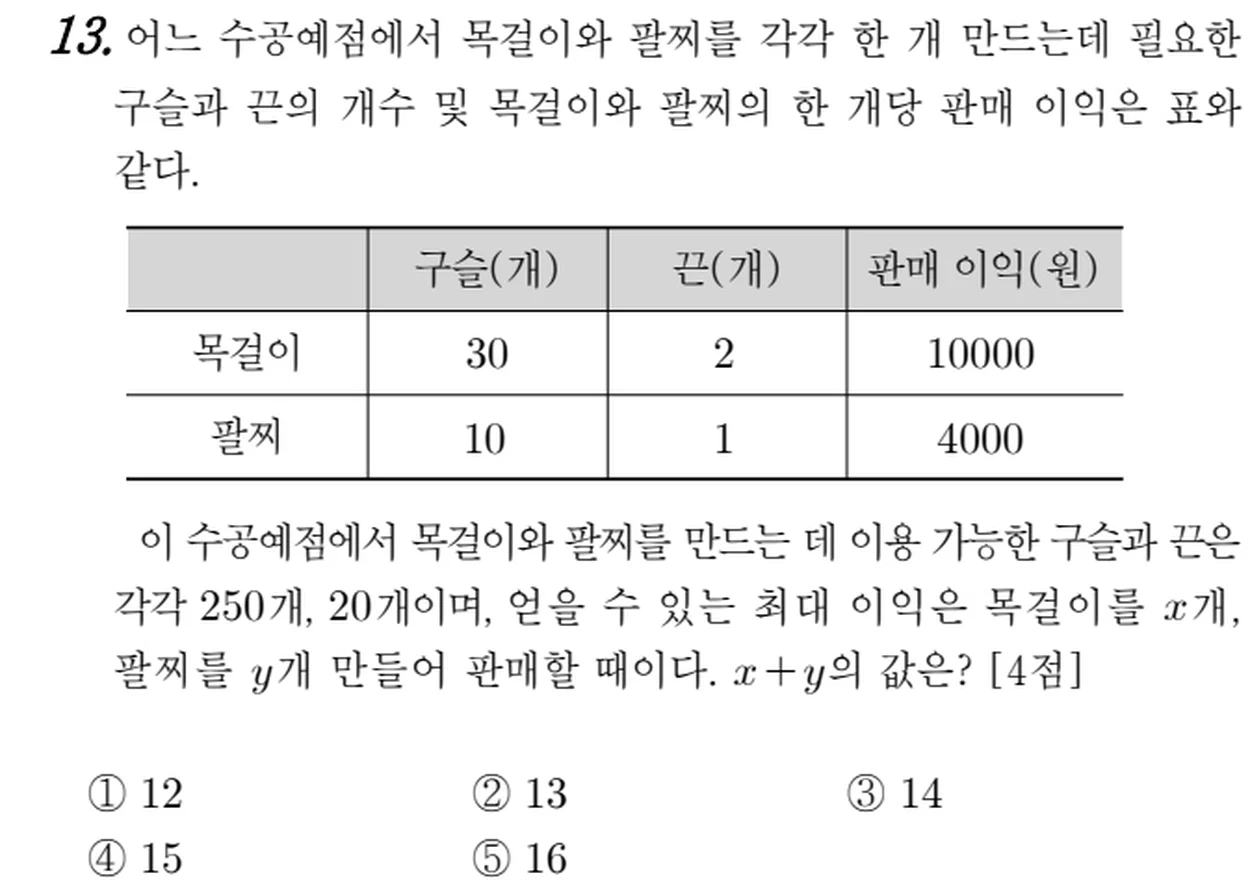 13. 어느 수공예점에서 목걸이와 팔찌를 각각 한 개 만드는데 필요한
구슬과 끈의 개수 및 목걸이와 팔찌의 한 개당 판매 이익은 표와
같다.
구슬(개) 끈(개) 판매 이익(원)
목걸이 30 2 10000
팔찌 10 1 4000
이 수공예점에서 목걸이와 팔찌를 만드는 데 이용 가능한 구슬과 끈은
각각 250개, 20개이며, 얻을 수 있는 최대 이익은 목걸이를 x개,
팔찌를 y개 만들어 판매할 때이다. x+y의 값은? [4점]
① 12 ② 13 ③ 14
④ 15 ⑤ 16